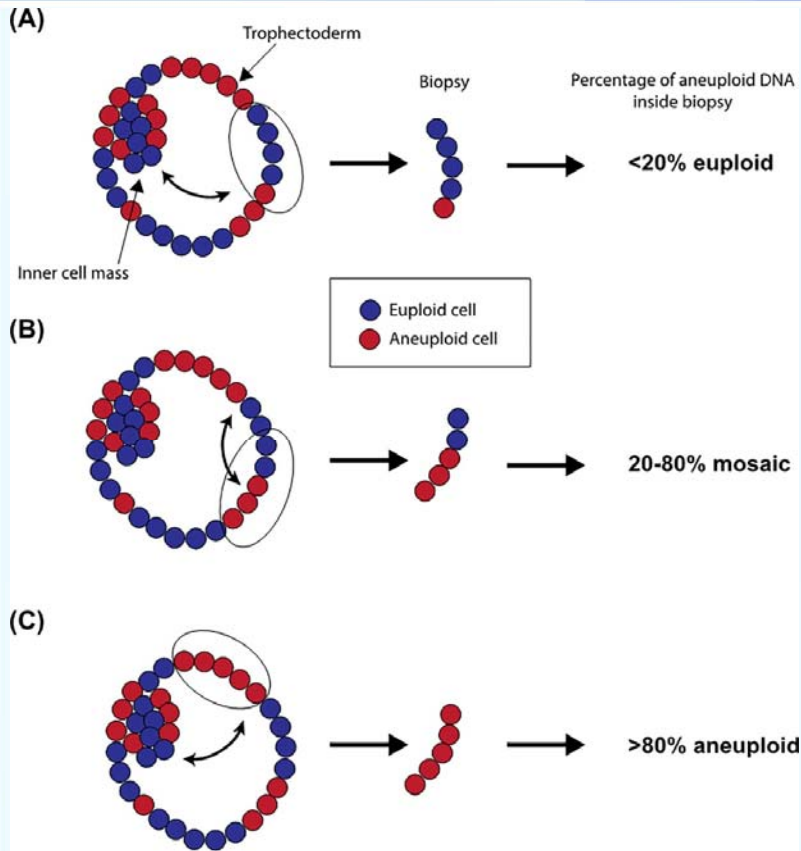 (A)
Trophectoderm
Biopsy
Percentage of aneuploid DNA
inside biopsy
<20% euploid
Inner cell mass
Euploid cell
Aneuploid cell
(B)
20-80% mosaic
(C)
>80% aneuploid